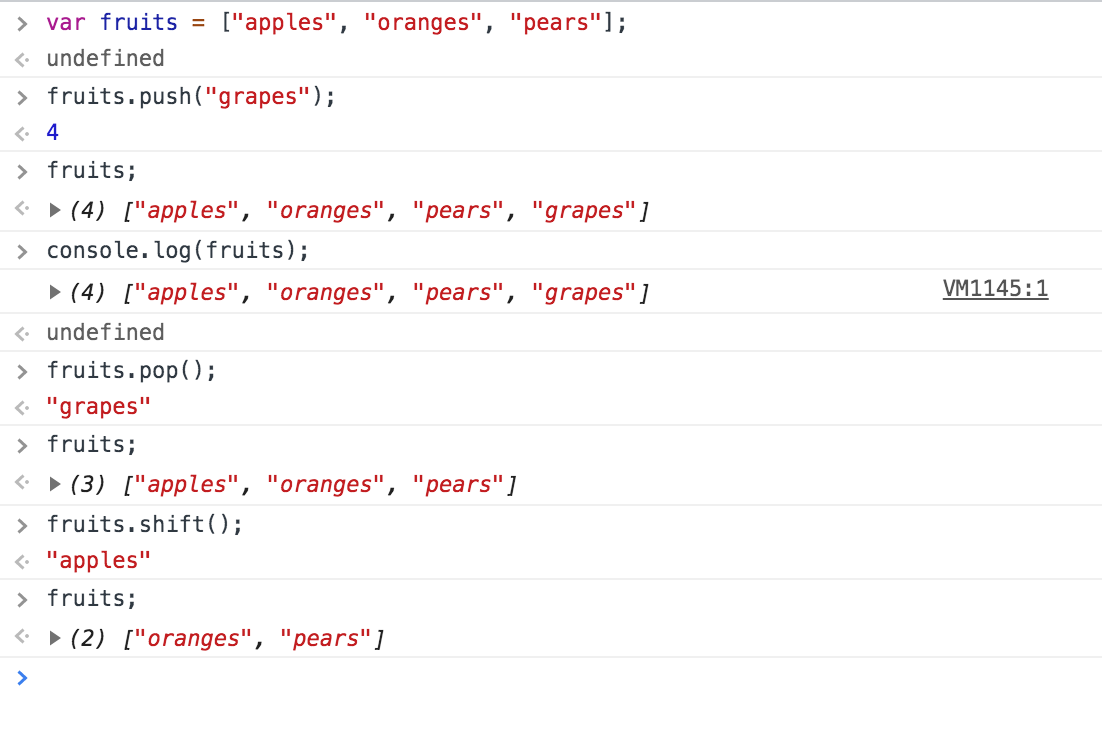 > var fruits = ["apples", "oranges", "pears"];
undefined
> fruits.push("grapes");
4
> fruits;
(4) ["apples", "oranges", "pears", "grapes"]
> console.log(fruits);
(4) ["apples", "oranges", "pears", "grapes"] VM1145:1
undefined
> fruits.pop();
"grapes"
> fruits;
(3) ["apples", "oranges", "pears"]
> fruits.shift();
"apples"
> fruits;
(2) ["oranges", "pears"]
>